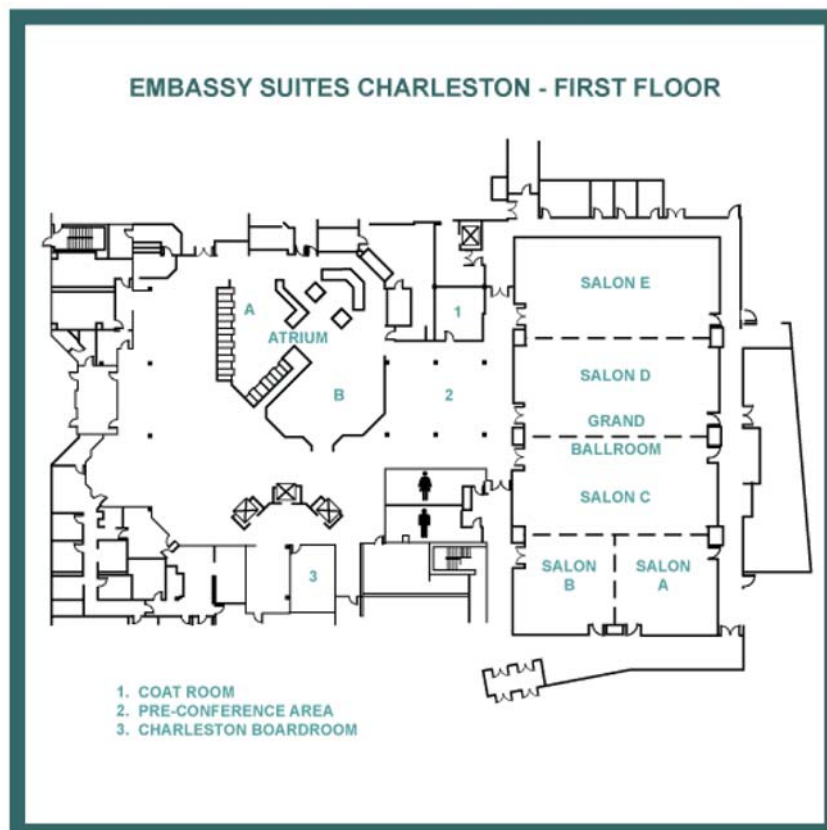 EMBASSY SUITES CHARLESTON - FIRST FLOOR
SALON E
A
1
ATRIUM
SALON D
B
2
GRAND
BALLROOM
SALON C
SALON
B
SALON
A
3
1. COAT ROOM
2. PRE-CONFERENCE AREA
3. CHARLESTON BOARDROOM